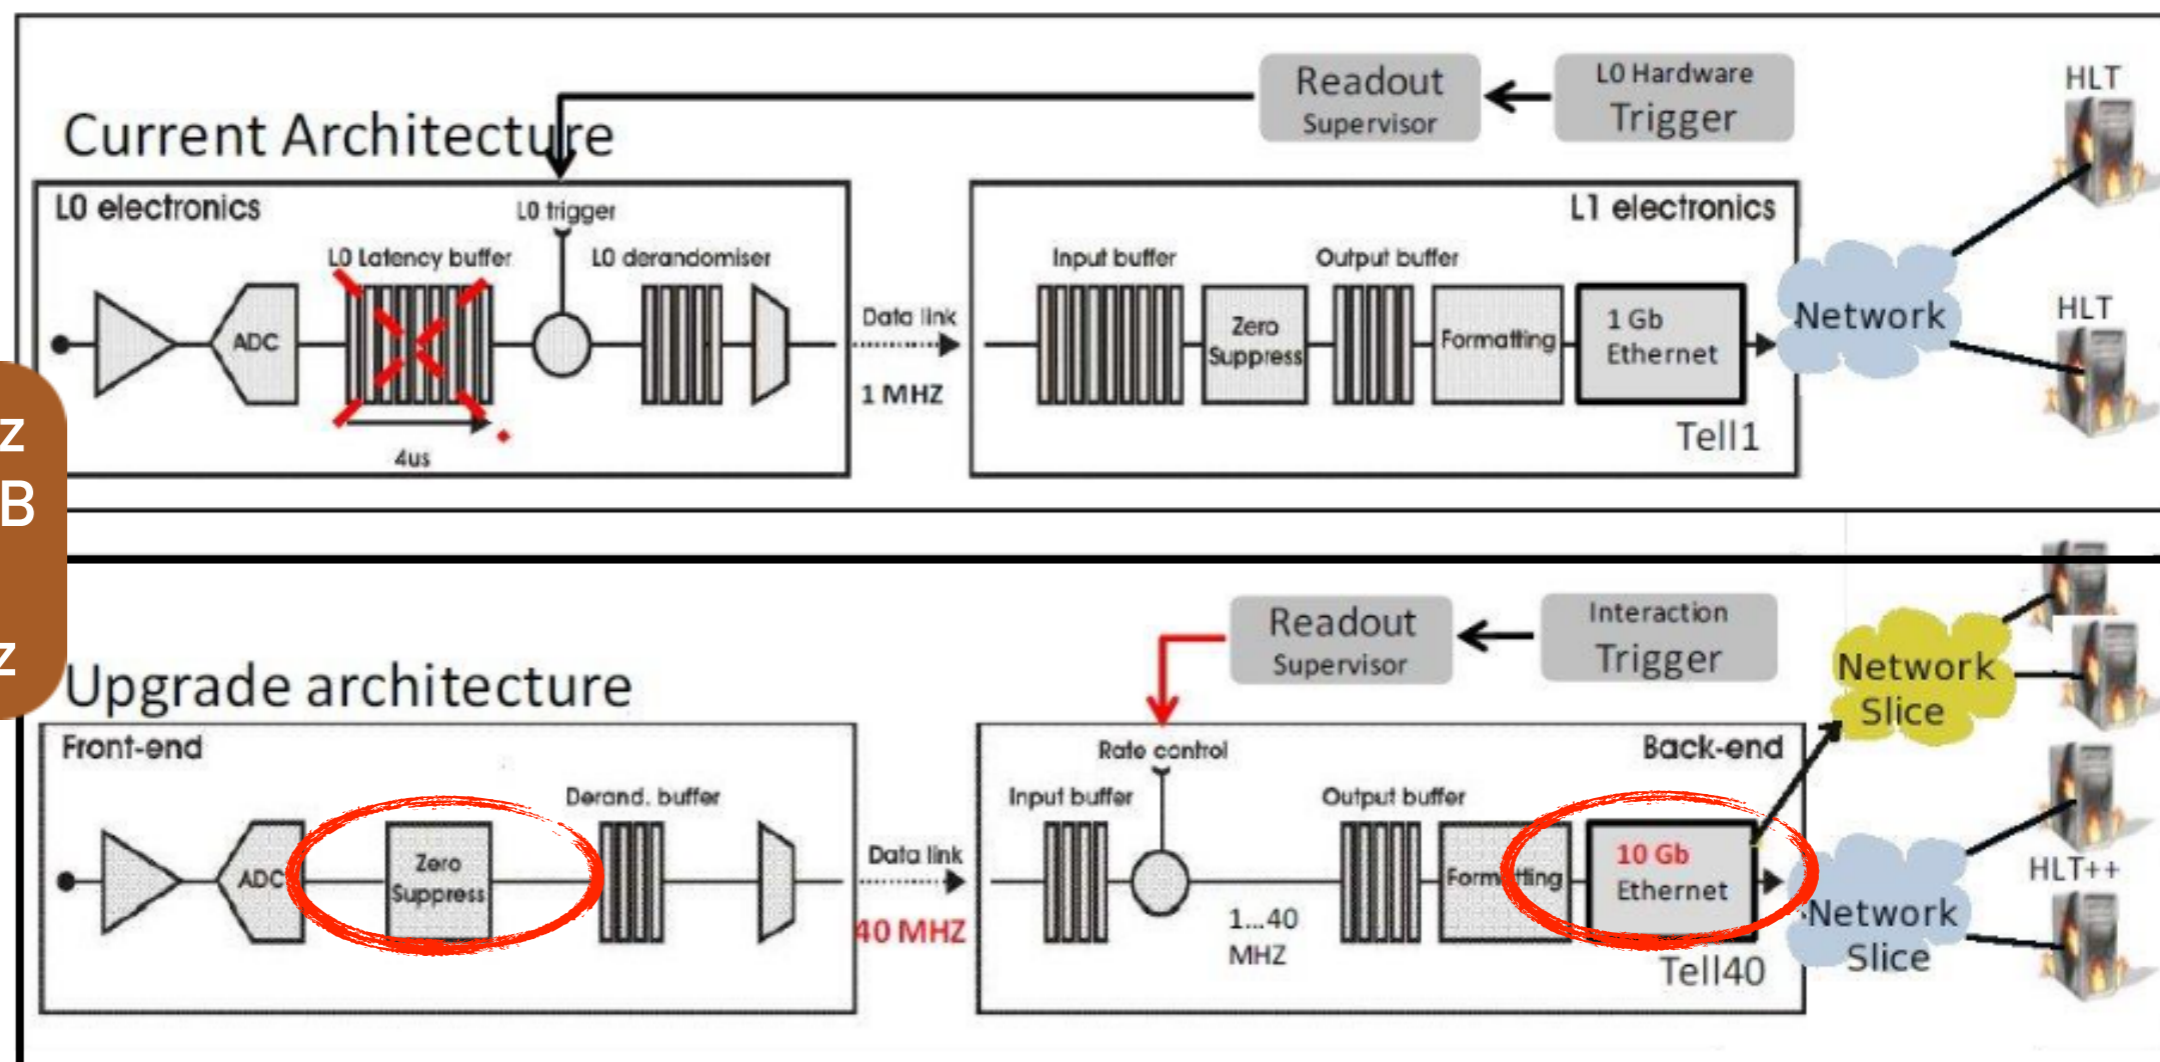 Readout
Supervisor
L0 Hardware
Trigger
HLT
Current Architecture
L0 electronics
L0 trigger
L1 electronics
L0 Latency buffer
L0 derandomiser
Input buffer
Output buffer
ADC
Data link
1 MHZ
Zero
Suppress
Formatting
1 Gb
Ethernet
Network
HLT
4us
Tell1
z
B
z
Readout
Supervisor
Interaction
Trigger
Network
Slice
Upgrade architecture
Front-end
Rate control
Back-end
Derand. buffer
Input buffer
Output buffer
ADC
Zero
Suppress
Data link
40 MHZ
1...40
MHZ
Formatting
10 Gb
Ethernet
HLT++
Network
Slice
Tell40